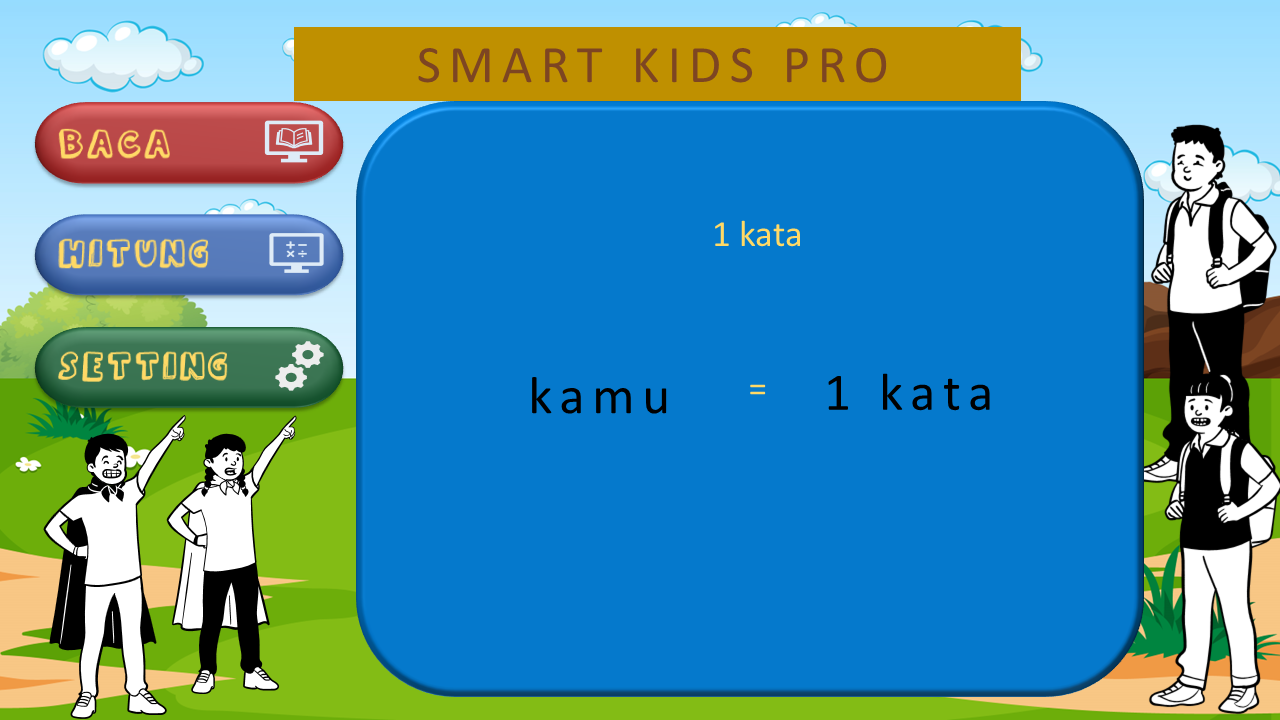 SMART KIDS PRO
BACA
HITUNG
SETTING
1 kata
kamu = 1 kata